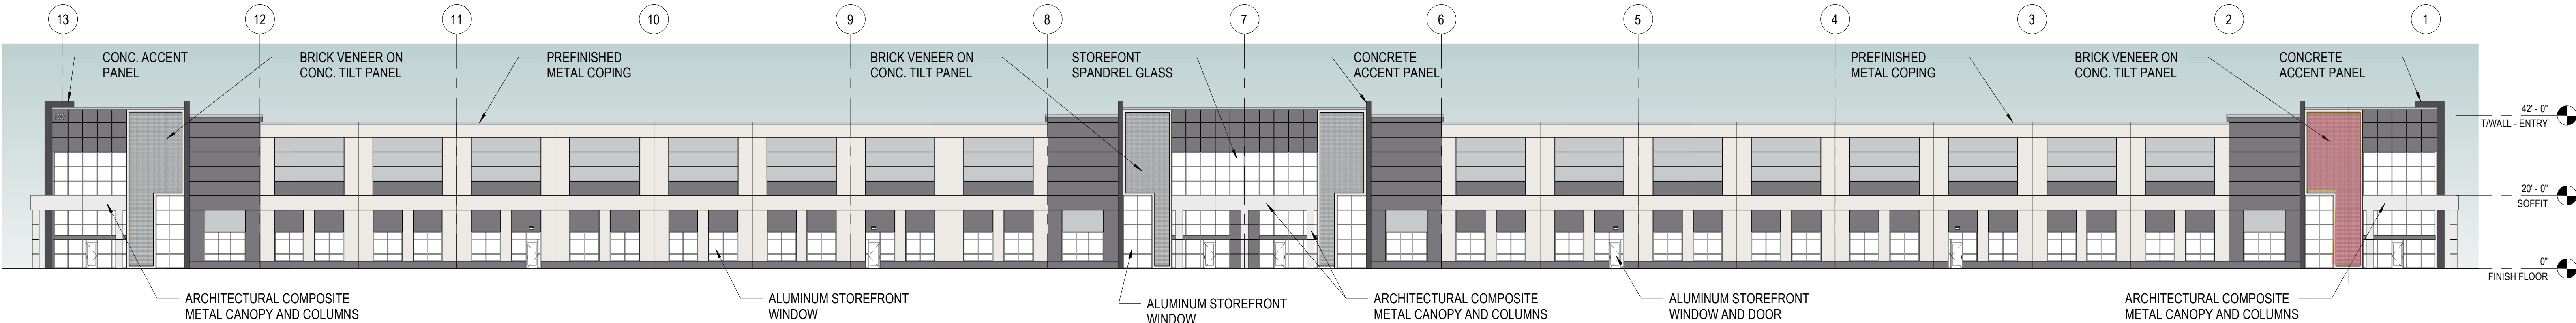 13
12
11
10
9
8
7
6
5
4
3
2
1
CONC. ACCENT
PANEL
BRICK VENEER ON
CONC. TILT PANEL
PREFINISHED
METAL COPING
BRICK VENEER ON
CONC. TILT PANEL
STOREFONT
SPANDREL GLASS
CONCRETE
ACCENT PANEL
PREFINISHED
METAL COPING
BRICK VENEER ON
CONC. TILT PANEL
CONCRETE
ACCENT PANEL
42' - 0"
T/WALL - ENTRY
20' - 0"
SOFFIT
0"
FINISH FLOOR
ARCHITECTURAL COMPOSITE
METAL CANOPY AND COLUMNS
ALUMINUM STOREFRONT
WINDOW
ALUMINUM STOREFRONT
WINDOW
ARCHITECTURAL COMPOSITE
METAL CANOPY AND COLUMNS
ALUMINUM STOREFRONT
WINDOW AND DOOR
ARCHITECTURAL COMPOSITE
METAL CANOPY AND COLUMNS